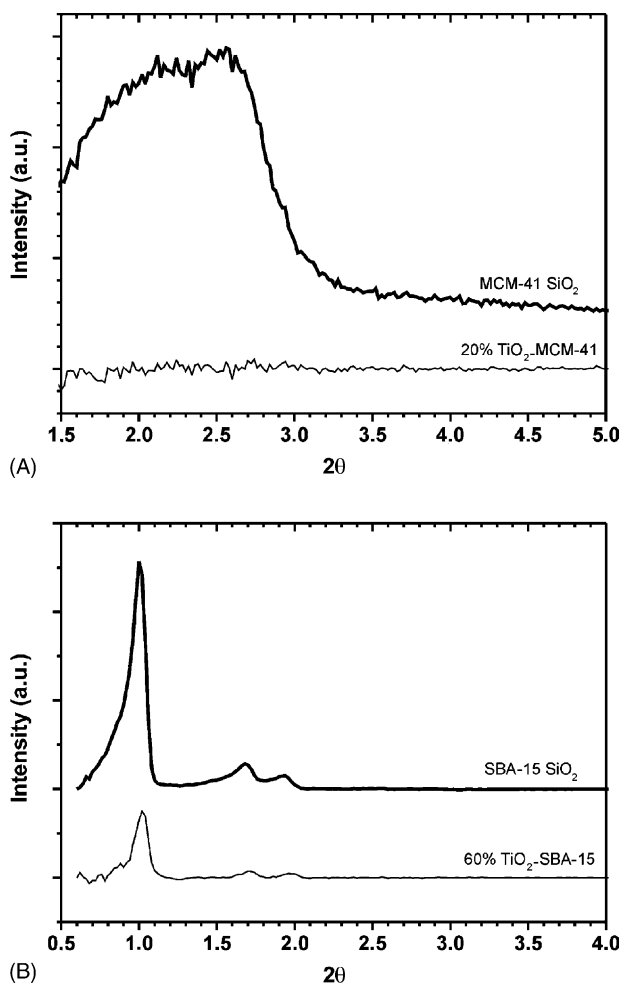 Intensity (a.u.)
MCM-41 SiO₂
20% TiO₂-MCM-41
1.5 2.0 2.5 3.0 3.5 4.0 4.5 5.0
(A)
2θ
Intensity (a.u.)
SBA-15 SiO₂
60% TiO₂-SBA-15
0.5 1.0 1.5 2.0 2.5 3.0 3.5 4.0
(B)
2θ